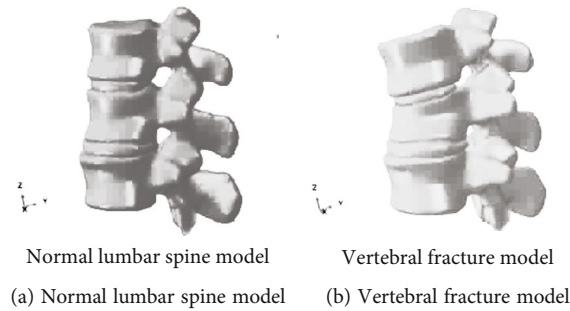 Z
Y
X
Z
Y
X
Normal lumbar spine model
Vertebral fracture model
(a) Normal lumbar spine model
(b) Vertebral fracture model